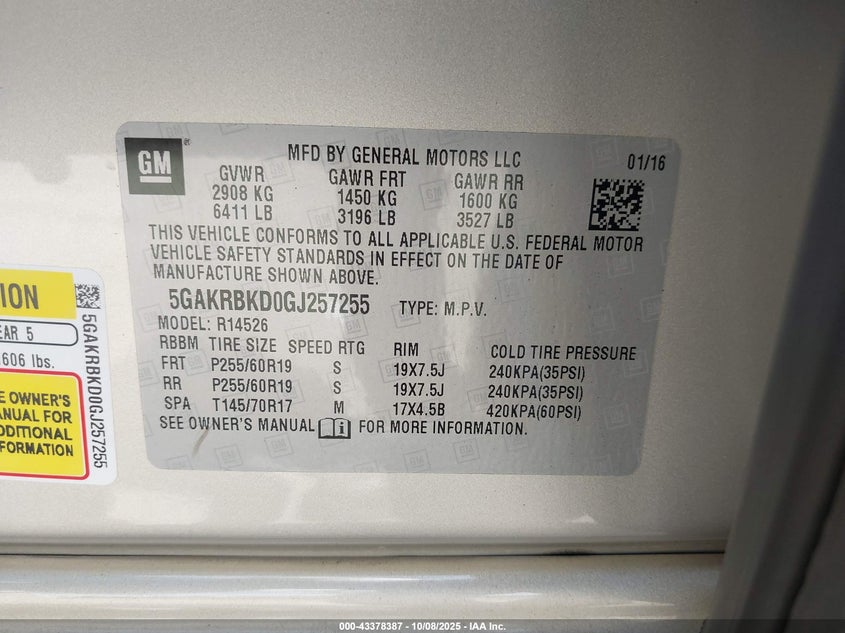 GM
MFD BY GENERAL MOTORS LLC
01/16
GVWR GAWR FRT GAWR RR
2908 KG 1450 KG 1600 KG
6411 LB 3196 LB 3527 LB
THIS VEHICLE CONFORMS TO ALL APPLICABLE U.S. FEDERAL MOTOR
VEHICLE SAFETY STANDARDS IN EFFECT ON THE DATE OF
MANUFACTURE SHOWN ABOVE.
5GAKRBKD0GJ257255 TYPE: M.P.V.
MODEL: R14526
RBBM TIRE SIZE SPEED RTG RIM COLD TIRE PRESSURE
FRT P255/60R19 S 19X7.5J 240KPA(35PSI)
RR P255/60R19 S 19X7.5J 240KPA(35PSI)
SPA T145/70R17 M 17X4.5B 420KPA(60PSI)
SEE OWNER'S MANUAL i FOR MORE INFORMATION.
ION
EAR 5
606 lbs.
E OWNER'S
ANUAL FOR
DDITIONAL
FORMATION
5GAKRBKD0GJ257255
000-43378387 - 10/08/2025 - IAA Inc.